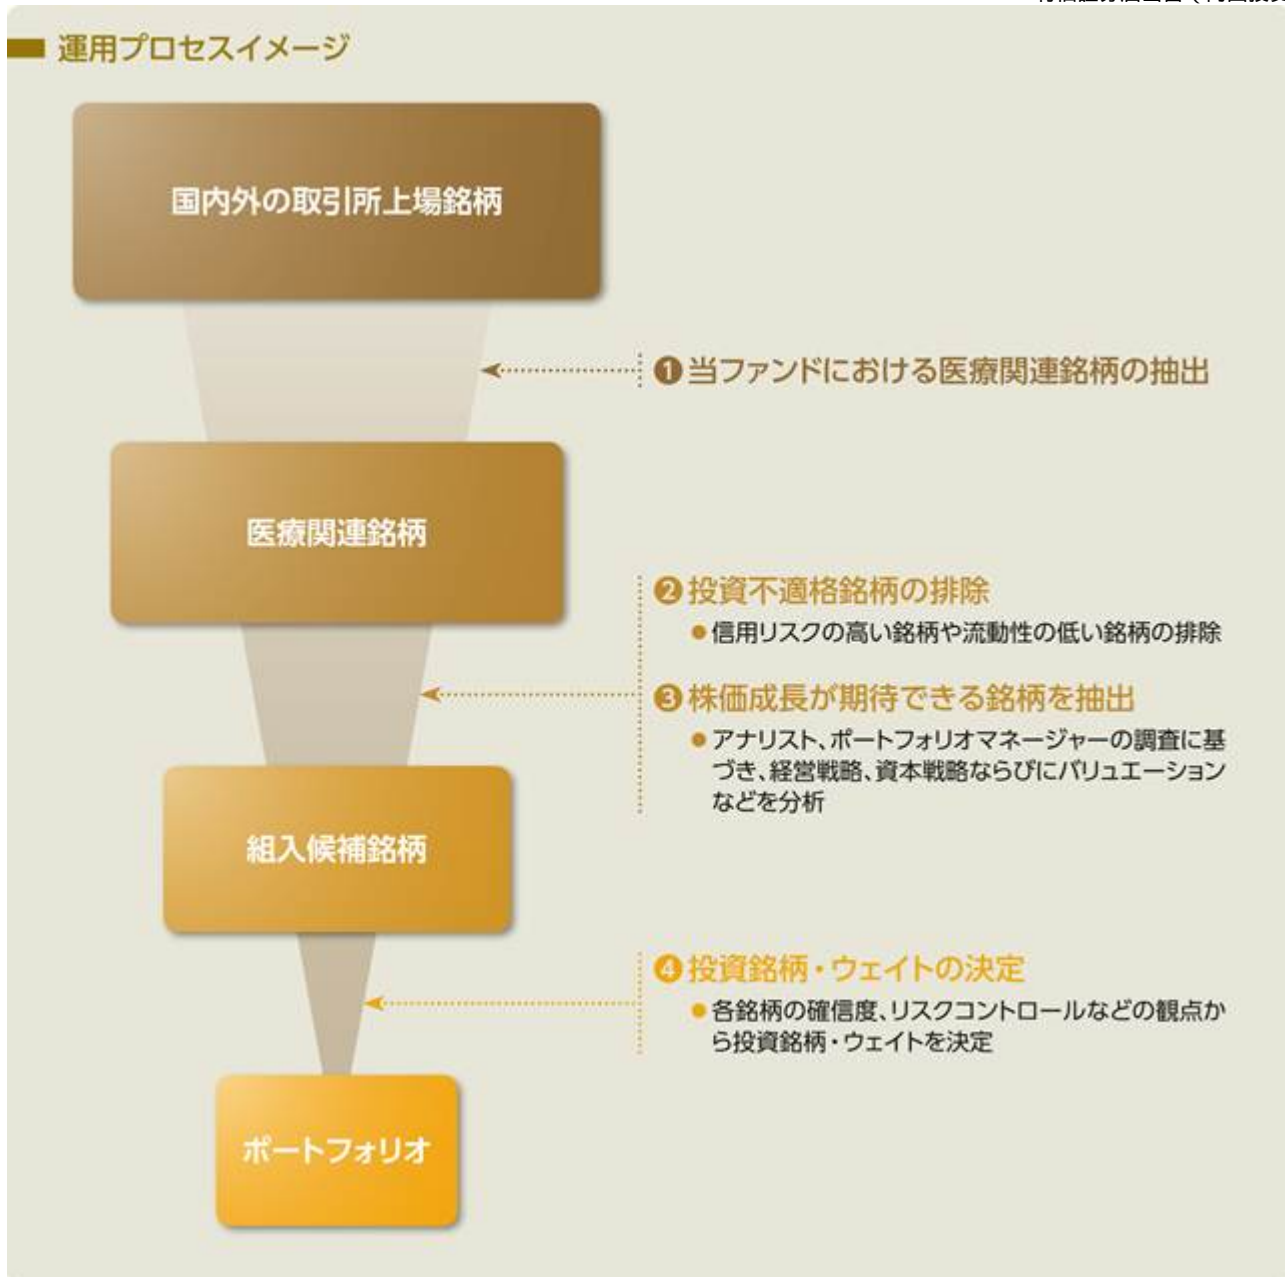 運用プロセスイメージ
国内外の取引所上場銘柄
❶当ファンドにおける医療関連銘柄の抽出
医療関連銘柄
❷投資不適格銘柄の排除
●信用リスクの高い銘柄や流動性の低い銘柄の排除
❸株価成長が期待できる銘柄を抽出
●アナリスト、ポートフォリオマネージャーの調査に基
づき、経営戦略、資本戦略ならびにバリュエーション
などを分析
組入候補銘柄
❹投資銘柄・ウェイトの決定
●各銘柄の確信度、リスクコントロールなどの観点か
ら投資銘柄・ウェイトを決定
ポートフォリオ